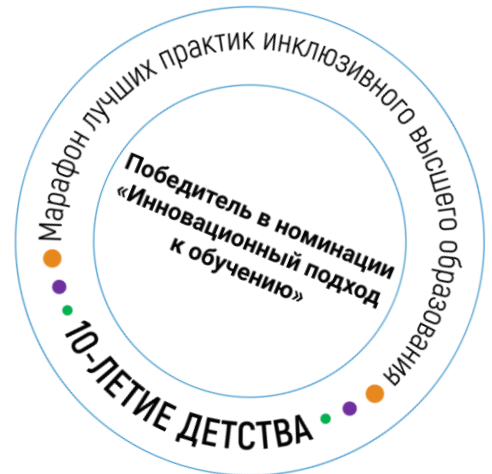 Марафон лучших практик инклюзивного высшего образования
Победитель в номинации
«Инновационный подход
к обучению»
10-ЛЕТИЕ ДЕТСТВА